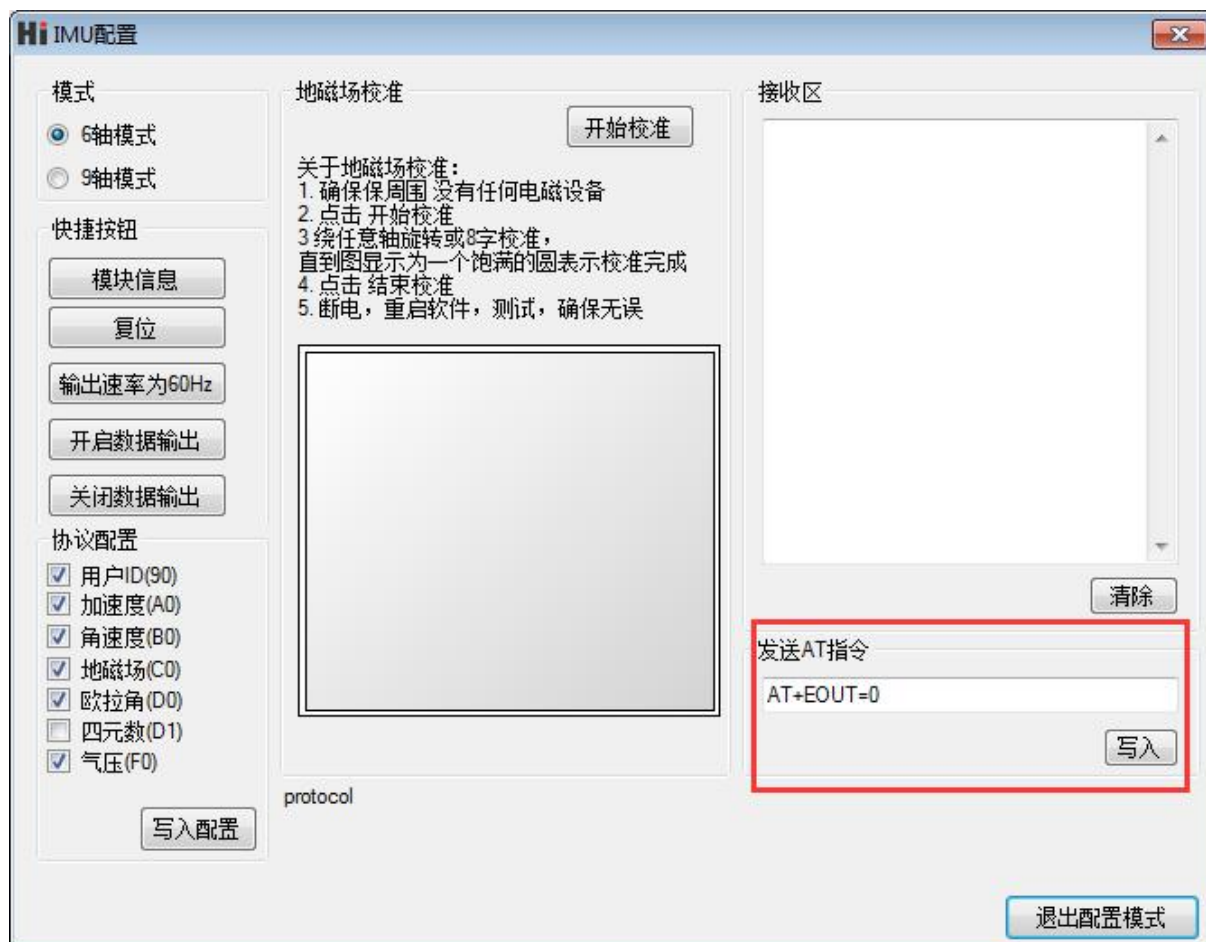 Hi IMU配置
模式
6轴模式
9轴模式
快捷按钮
模块信息
复位
输出速率为60Hz
开启数据输出
关闭数据输出
协议配置
用户ID(90)
加速度(A0)
角速度(B0)
地磁场(C0)
欧拉角(D0)
四元数(D1)
气压(F0)
写入配置
地磁场校准
开始校准
关于地磁场校准：
1. 确保保周围 没有任何电磁设备
2. 点击 开始校准
3 绕任意轴旋转或8字校准，
直到图显示为一个饱满的圆表示校准完成
4. 点击 结束校准
5. 断电，重启软件，测试，确保无误
protocol
接收区
清除
发送AT指令
AT+EOUT=0
写入
退出配置模式